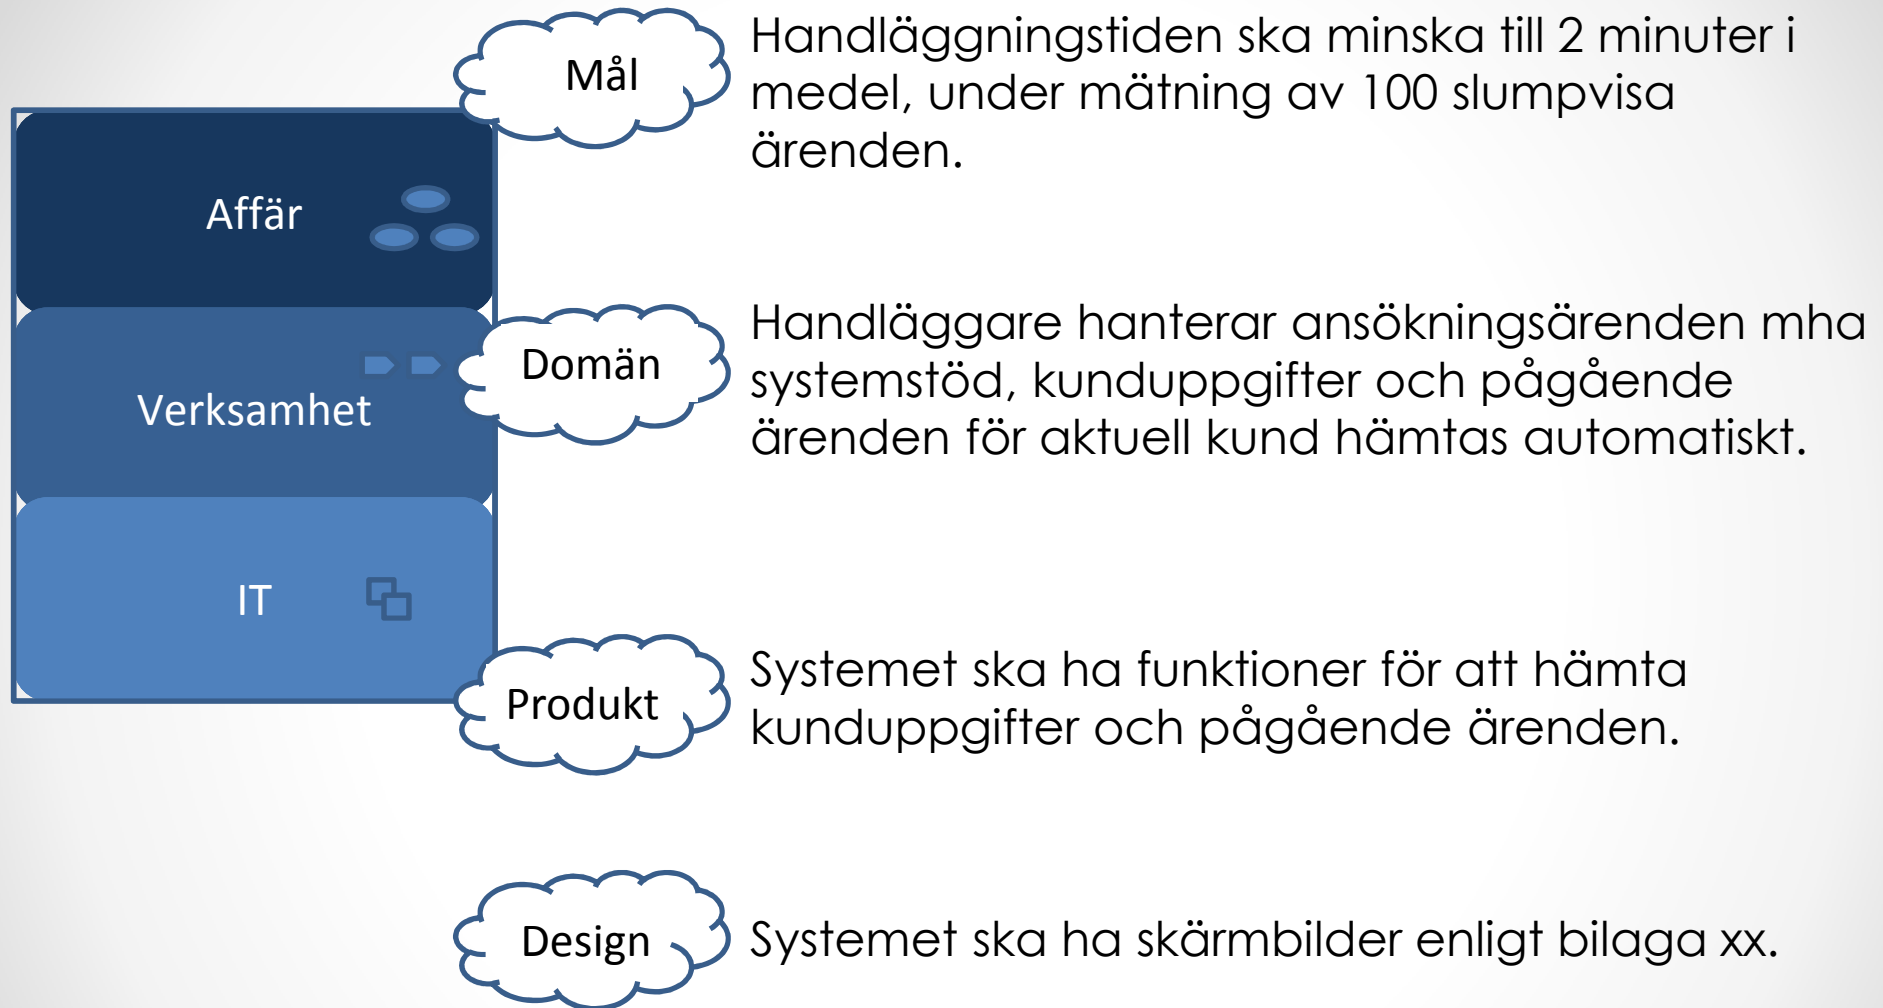 Mål
Handläggningstiden ska minska till 2 minuter i
medel, under mätning av 100 slumpvisa
ärenden.
Affär
Domän
Handläggare hanterar ansökningsärenden mha
systemstöd, kunduppgifter och pågående
ärenden för aktuell kund hämtas automatiskt.
Verksamhet
IT
Produkt
Systemet ska ha funktioner för att hämta
kunduppgifter och pågående ärenden.
Design
Systemet ska ha skärmbilder enligt bilaga xx.